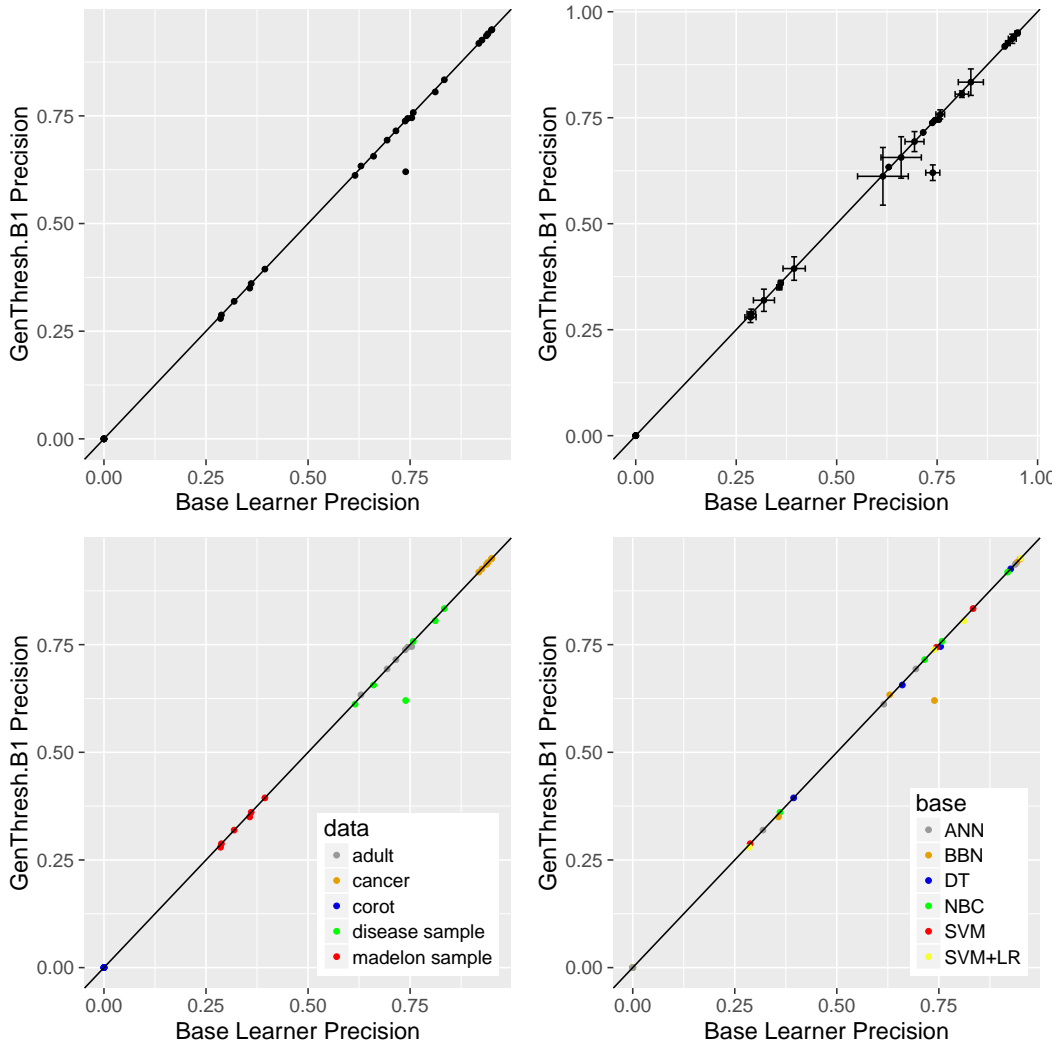 GenThresh.B1 Precision
0.75
0.50
0.25
0.00
0.00 0.25 0.50 0.75
Base Learner Precision
GenThresh.B1 Precision
1.00
0.75
0.50
0.25
0.00
0.00 0.25 0.50 0.75 1.00
Base Learner Precision
GenThresh.B1 Precision
0.75
0.50
0.25
0.00
data
adult
cancer
corot
disease sample
madelon sample
0.00 0.25 0.50 0.75
Base Learner Precision
GenThresh.B1 Precision
0.75
0.50
0.25
0.00
base
ANN
BBN
DT
NBC
SVM
SVM+LR
0.00 0.25 0.50 0.75
Base Learner Precision